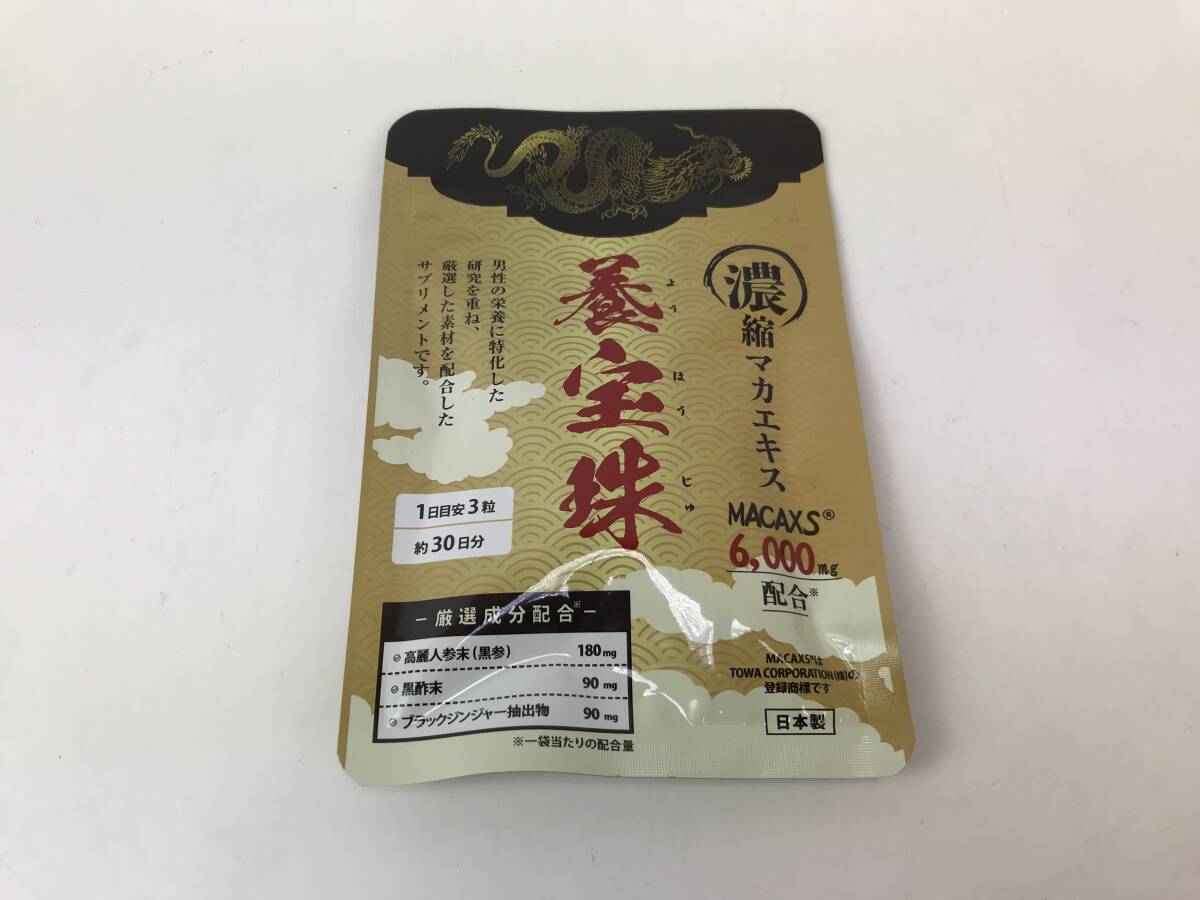 濃縮マカエキス
MACAXS®
6,000mg
配合※
養宝珠
よう ほう じゅ
男性の栄養に特化した
研究を重ね、
厳選した素材を配合した
サプリメントです。
1日目安3粒
約30日分
－厳選成分配合※－
高麗人参末(黒参) 180mg
黒酢末 90mg
ブラックジンジャー抽出物 90mg
※一袋当たりの配合量
MACAXS®は
TOWA CORPORATION(株)の
登録商標です
日本製